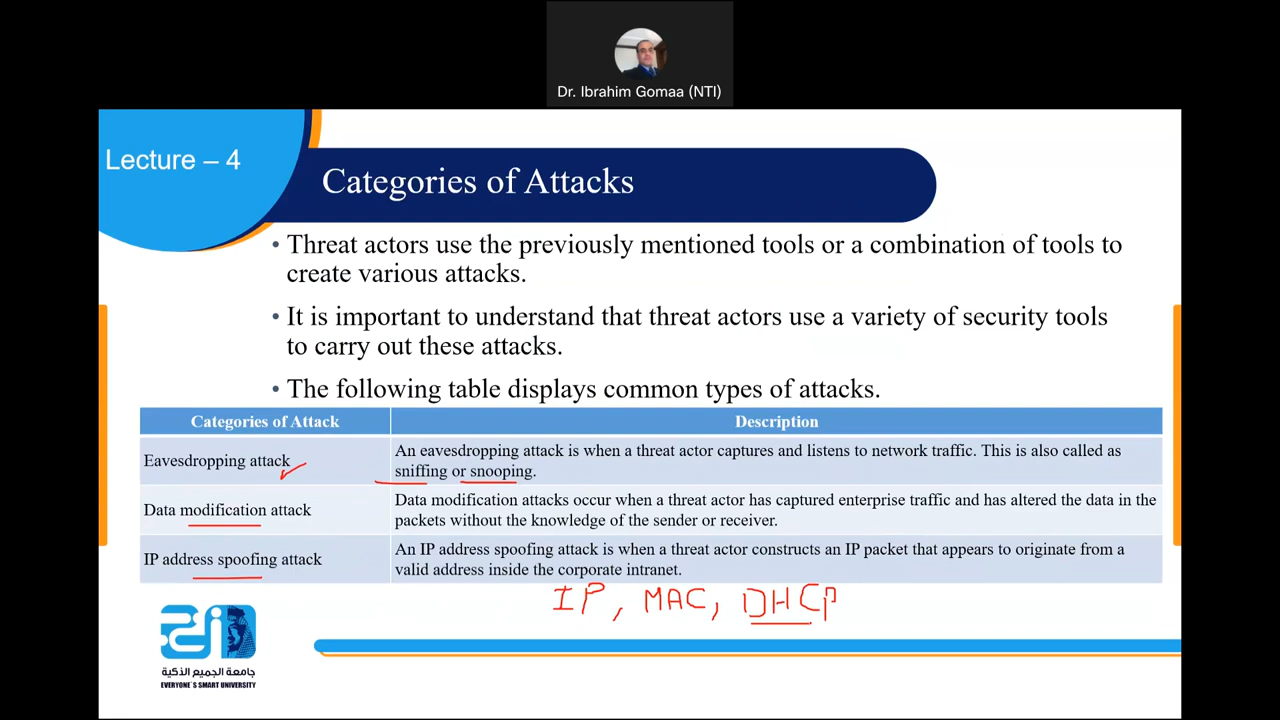 Dr. Ibrahim Gomaa (NTI)
Lecture – 4
Categories of Attacks
• Threat actors use the previously mentioned tools or a combination of tools to
create various attacks.
• It is important to understand that threat actors use a variety of security tools
to carry out these attacks.
• The following table displays common types of attacks.
Categories of Attack Description
Eavesdropping attack
An eavesdropping attack is when a threat actor captures and listens to network traffic. This is also called as
sniffing or snooping.
Data modification attack
Data modification attacks occur when a threat actor has captured enterprise traffic and has altered the data in the
packets without the knowledge of the sender or receiver.
IP address spoofing attack
An IP address spoofing attack is when a threat actor constructs an IP packet that appears to originate from a
valid address inside the corporate intranet.
IP, MAC, DHCP
جامعة الجميع الذكية
EVERYONE`S SMART UNIVERSITY